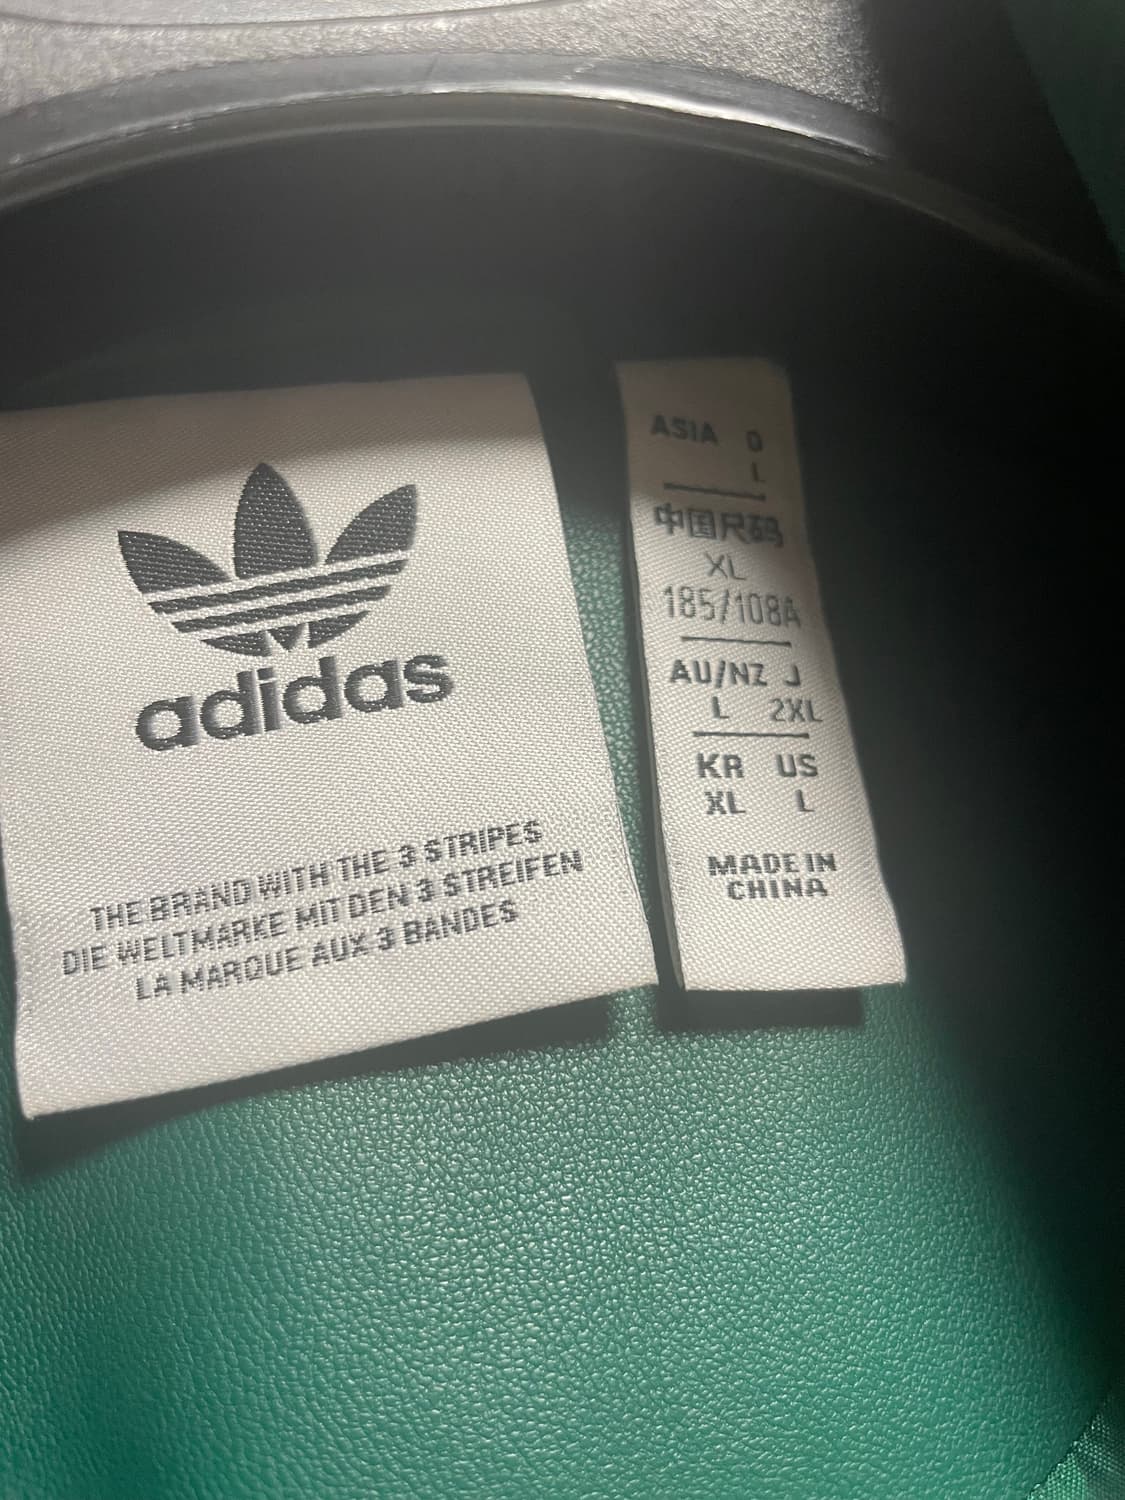 adidas
THE BRAND WITH THE 3 STRIPES
DIE WELTMARKE MIT DEN 3 STREIFEN
LA MARQUE AUX 3 BANDES
ASIA O
L
中国尺码
XL
185/108A
AU/NZ J
L 2XL
KR US
XL L
MADE IN
CHINA